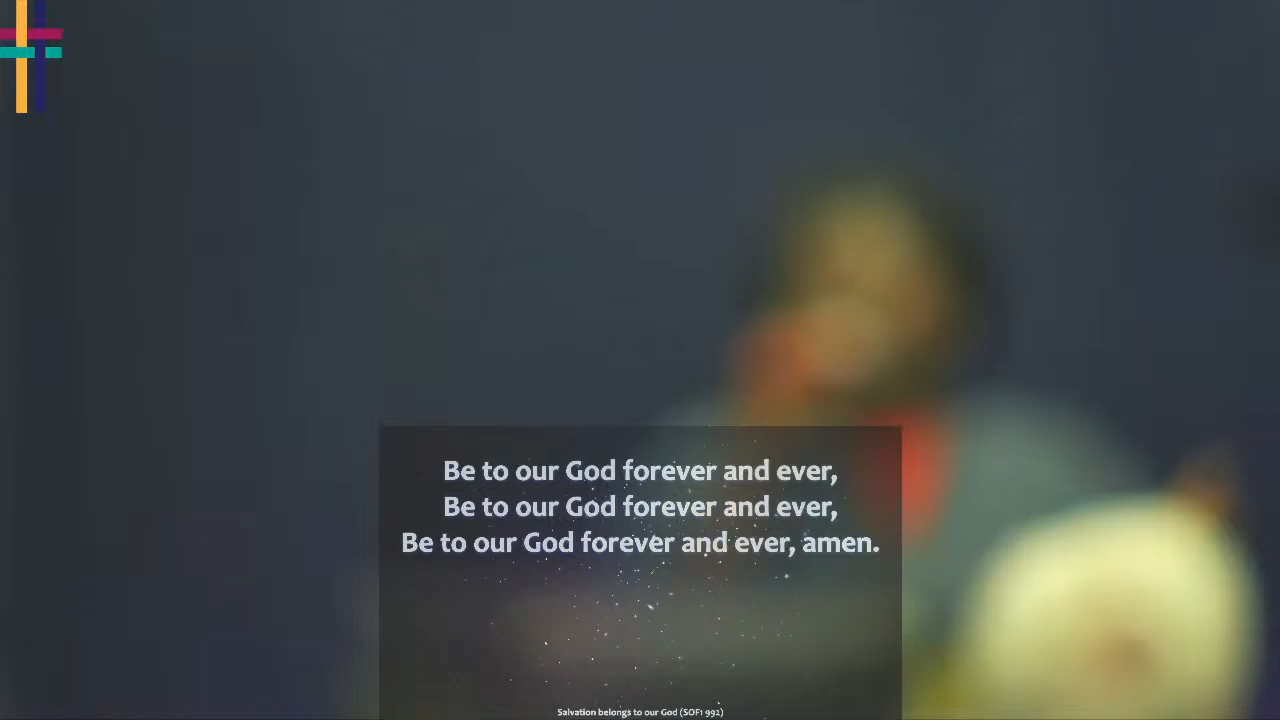 Be to our God forever and ever,
Be to our God forever and ever,
Be to our God forever and ever, amen.
Salvation belongs to our God (SOF1 992)